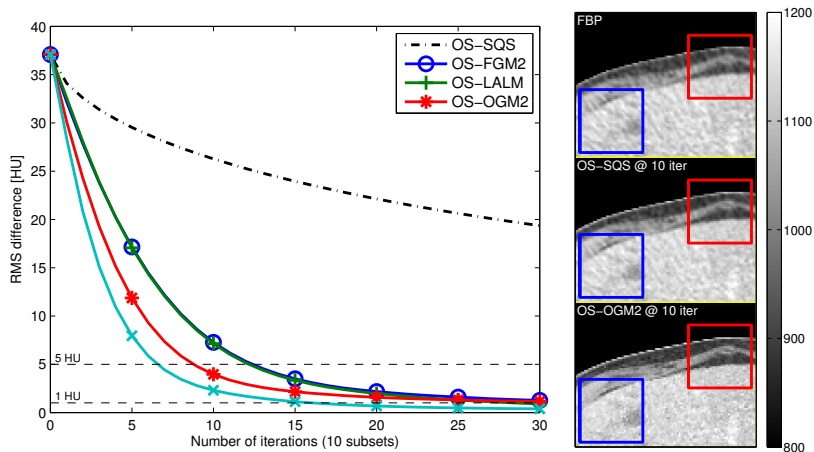 40
35
30
25
20
15
10
5
0
RMS difference [HU]
0 5 10 15 20 25 30
Number of iterations (10 subsets)
OS−SQS
OS−FGM2
OS−LALM
OS−OGM2
5 HU
1 HU
FBP
OS−SQS @ 10 iter
OS−OGM2 @ 10 iter
1200
1100
1000
900
800